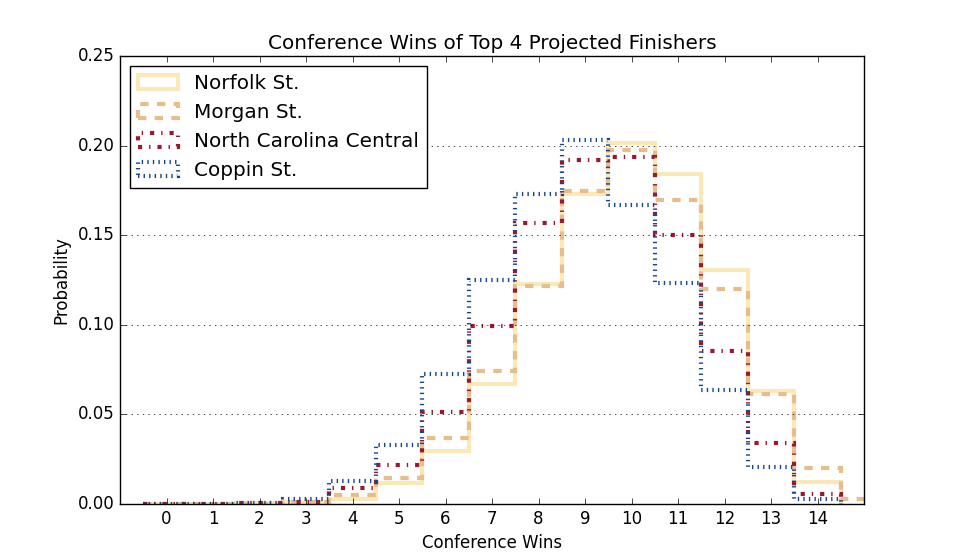 Conference Wins of Top 4 Projected Finishers
0.25
0.20
0.15
0.10
0.05
0.00
Probability
Norfolk St.
Morgan St.
North Carolina Central
Coppin St.
0 1 2 3 4 5 6 7 8 9 10 11 12 13 14
Conference Wins